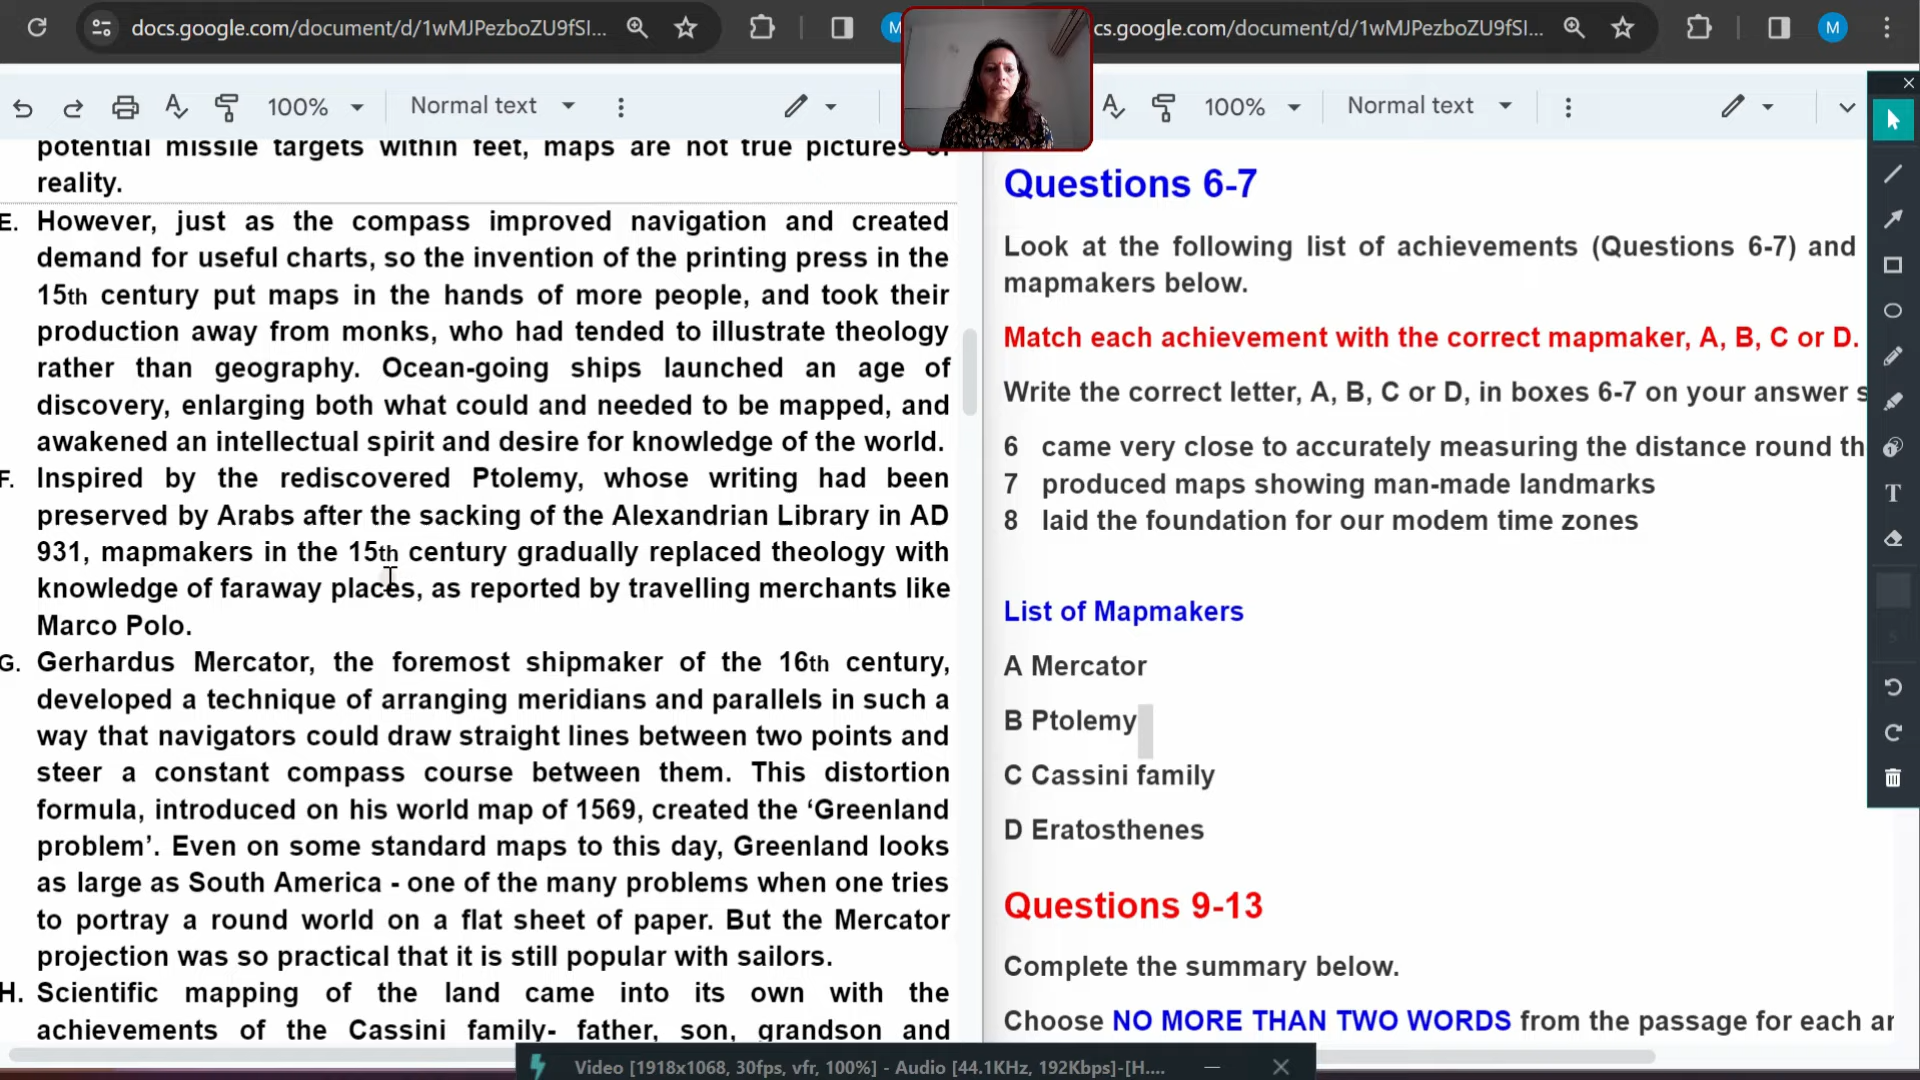 docs.google.com/document/d/1wMJPezboZU9fSl...
M
cs.google.com/document/d/1wMJPezboZU9fSl...
M
100%
Normal text
100%
Normal text
potential missile targets within feet, maps are not true pictures
reality.
E. However, just as the compass improved navigation and created
demand for useful charts, so the invention of the printing press in the
15th century put maps in the hands of more people, and took their
production away from monks, who had tended to illustrate theology
rather than geography. Ocean-going ships launched an age of
discovery, enlarging both what could and needed to be mapped, and
awakened an intellectual spirit and desire for knowledge of the world.
F. Inspired by the rediscovered Ptolemy, whose writing had been
preserved by Arabs after the sacking of the Alexandrian Library in AD
931, mapmakers in the 15th century gradually replaced theology with
knowledge of faraway places, as reported by travelling merchants like
Marco Polo.
G. Gerhardus Mercator, the foremost shipmaker of the 16th century,
developed a technique of arranging meridians and parallels in such a
way that navigators could draw straight lines between two points and
steer a constant compass course between them. This distortion
formula, introduced on his world map of 1569, created the ‘Greenland
problem’. Even on some standard maps to this day, Greenland looks
as large as South America - one of the many problems when one tries
to portray a round world on a flat sheet of paper. But the Mercator
projection was so practical that it is still popular with sailors.
H. Scientific mapping of the land came into its own with the
achievements of the Cassini family- father, son, grandson and
Questions 6-7
Look at the following list of achievements (Questions 6-7) and
mapmakers below.
Match each achievement with the correct mapmaker, A, B, C or D.
Write the correct letter, A, B, C or D, in boxes 6-7 on your answer s
6 came very close to accurately measuring the distance round th
7 produced maps showing man-made landmarks
8 laid the foundation for our modem time zones
List of Mapmakers
A Mercator
B Ptolemy
C Cassini family
D Eratosthenes
Questions 9-13
Complete the summary below.
Choose NO MORE THAN TWO WORDS from the passage for each ar
Video [1918x1068, 30fps, vfr, 100%] - Audio [44.1KHz, 192Kbps]-[H....